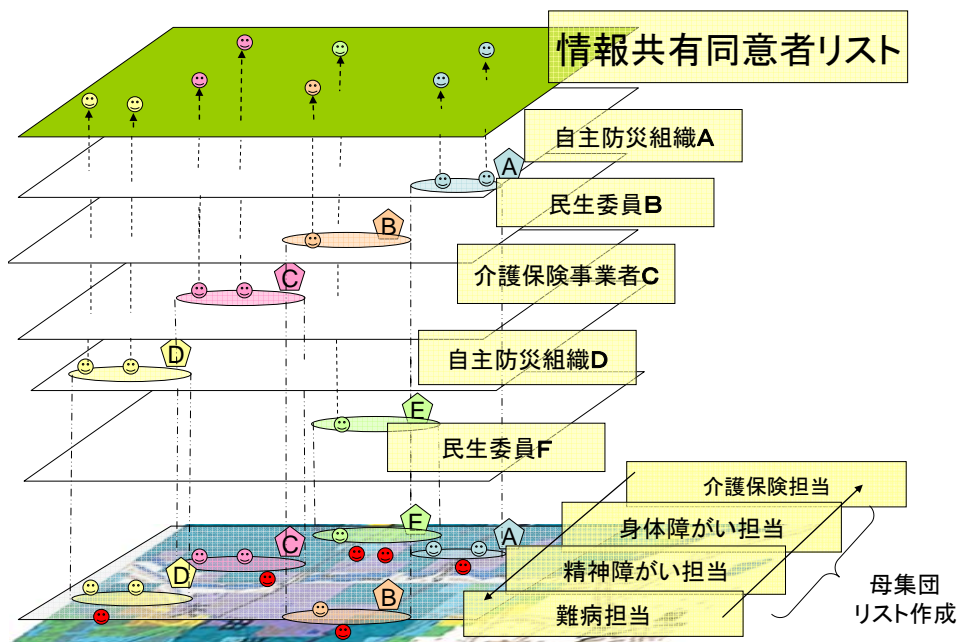 情報共有同意者リスト
自主防災組織A
A
民生委員B
B
介護保険事業者C
C
自主防災組織D
D
E
民生委員F
介護保険担当
身体障がい担当
精神障がい担当
難病担当
母集団
リスト作成
E
A
C
D
B